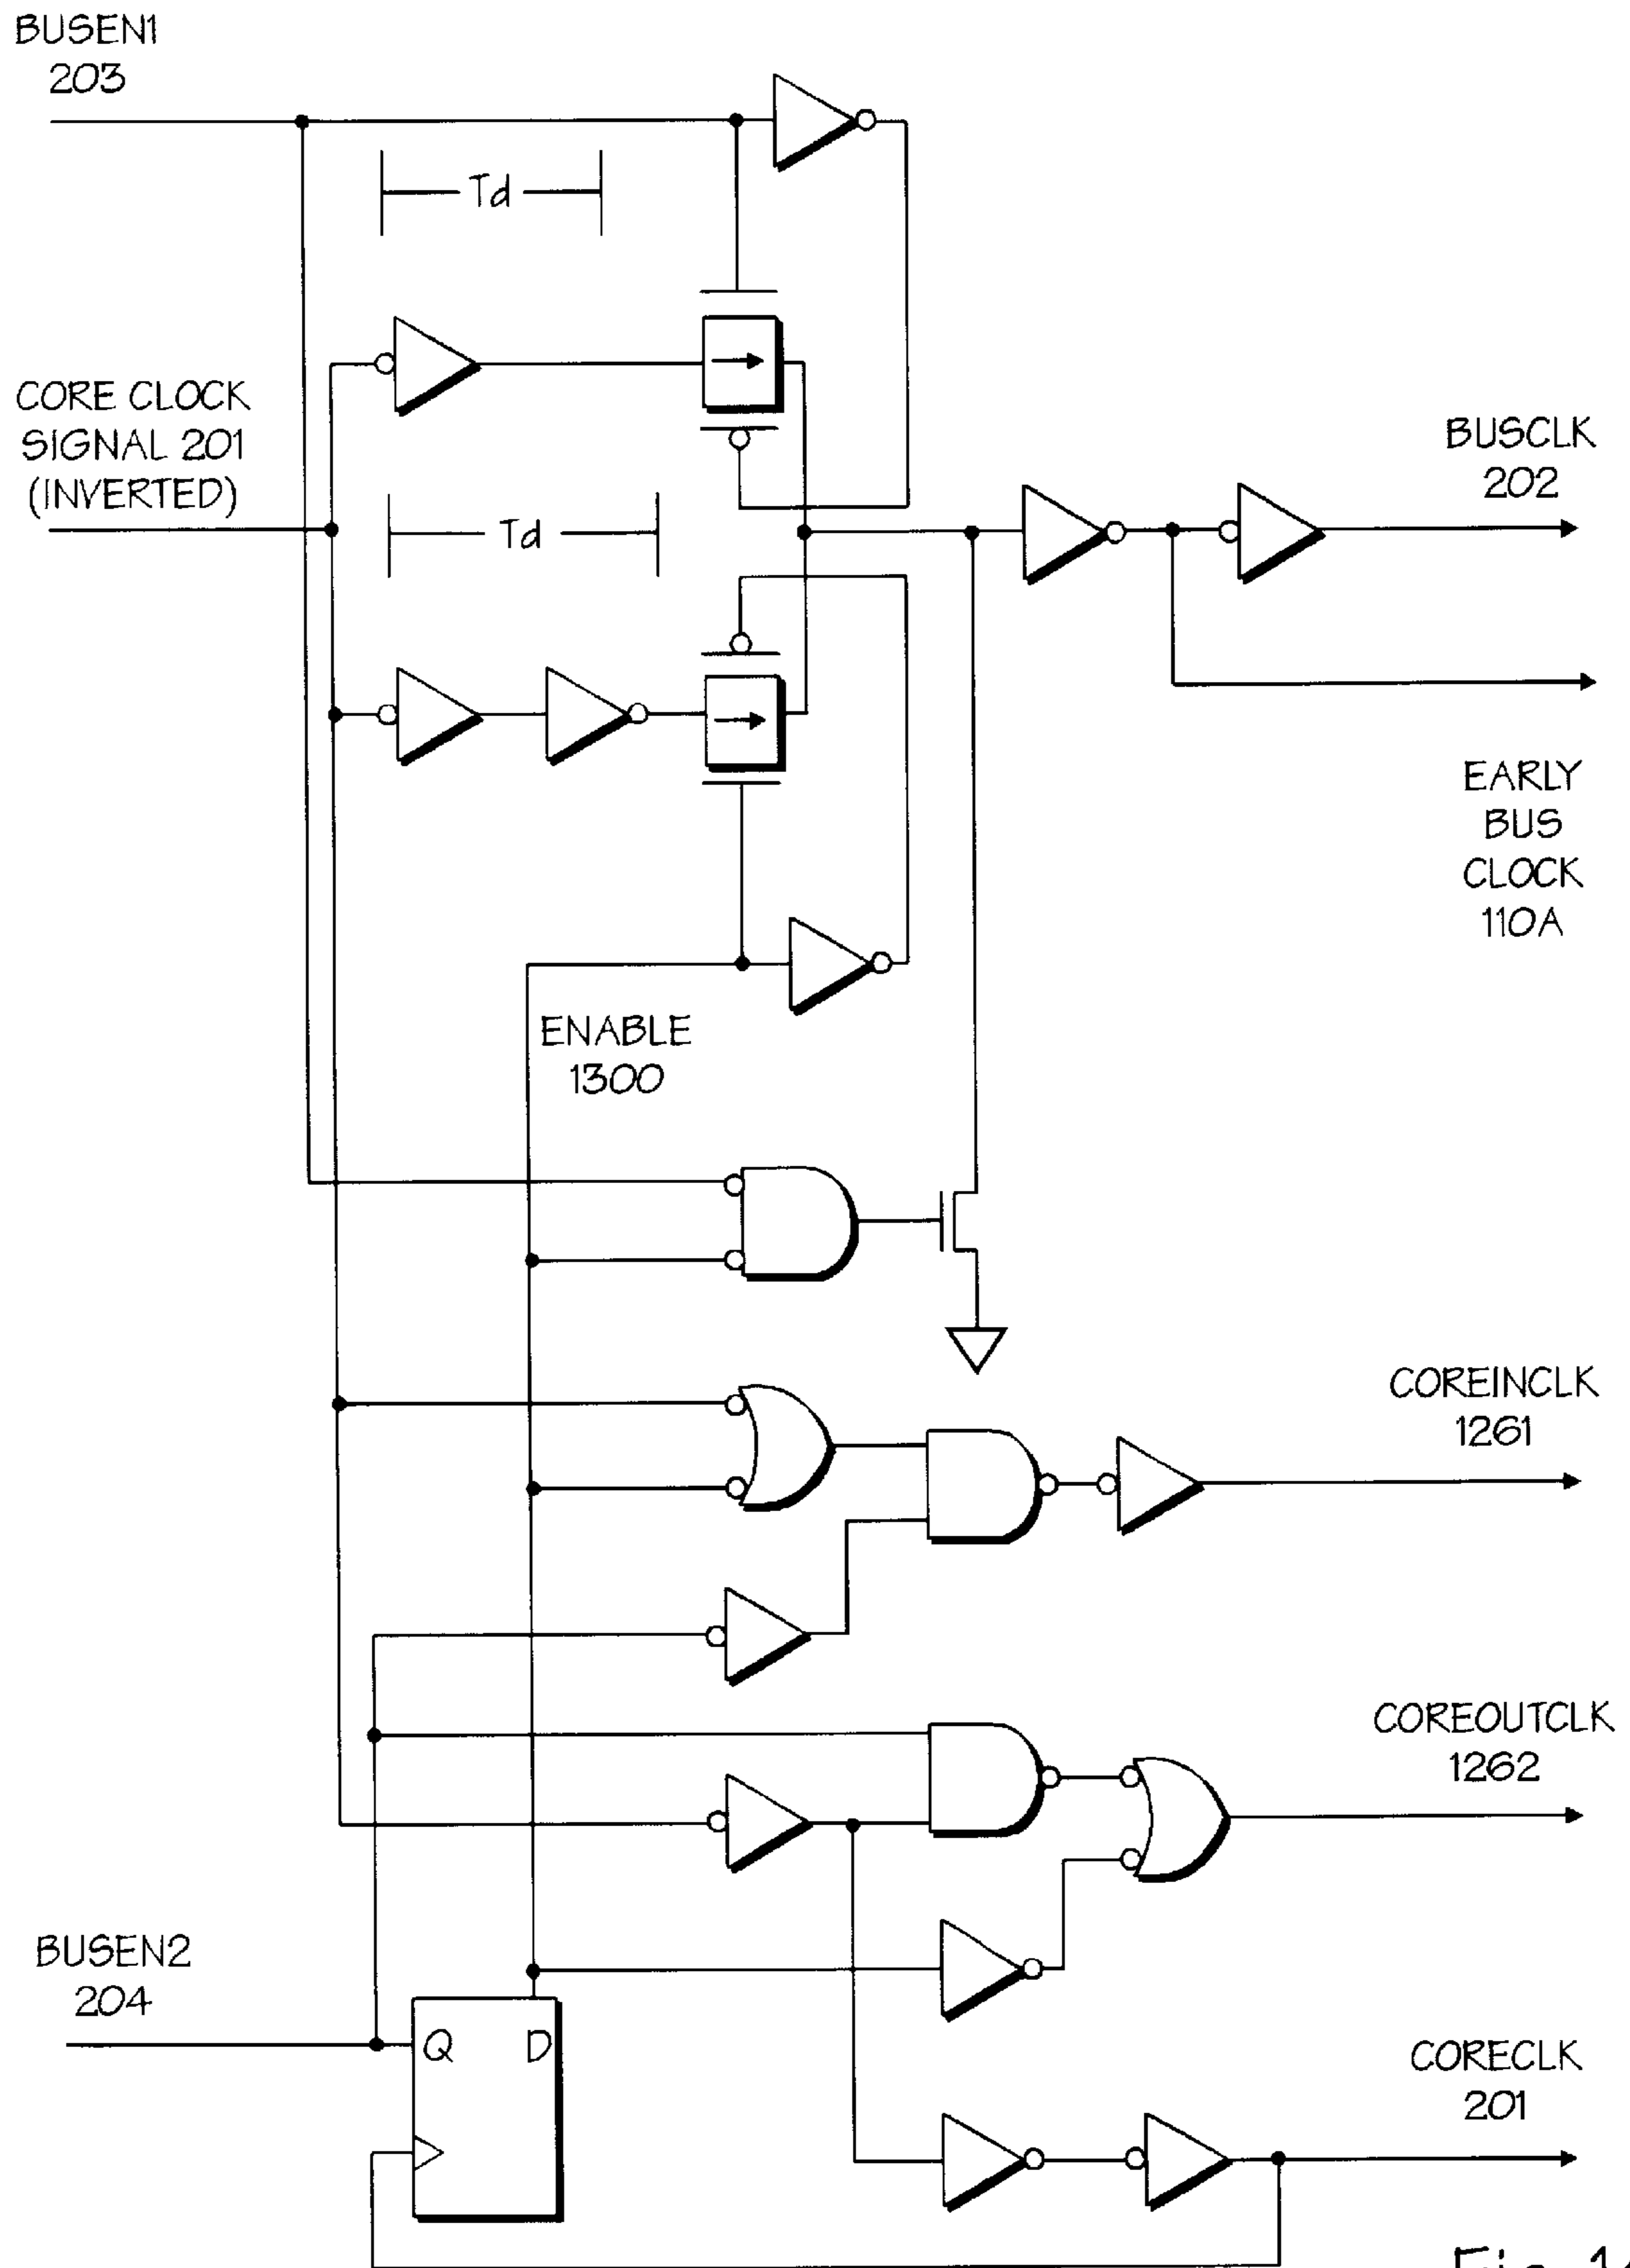 BUSEN1
203
Td
CORE CLOCK
SIGNAL 201
(INVERTED)
Td
BUSCLK
202
EARLY
BUS
CLOCK
110A
ENABLE
1300
COREINCLK
1261
COREOUTCLK
1262
BUSEN2
204
Q D
CORECLK
201